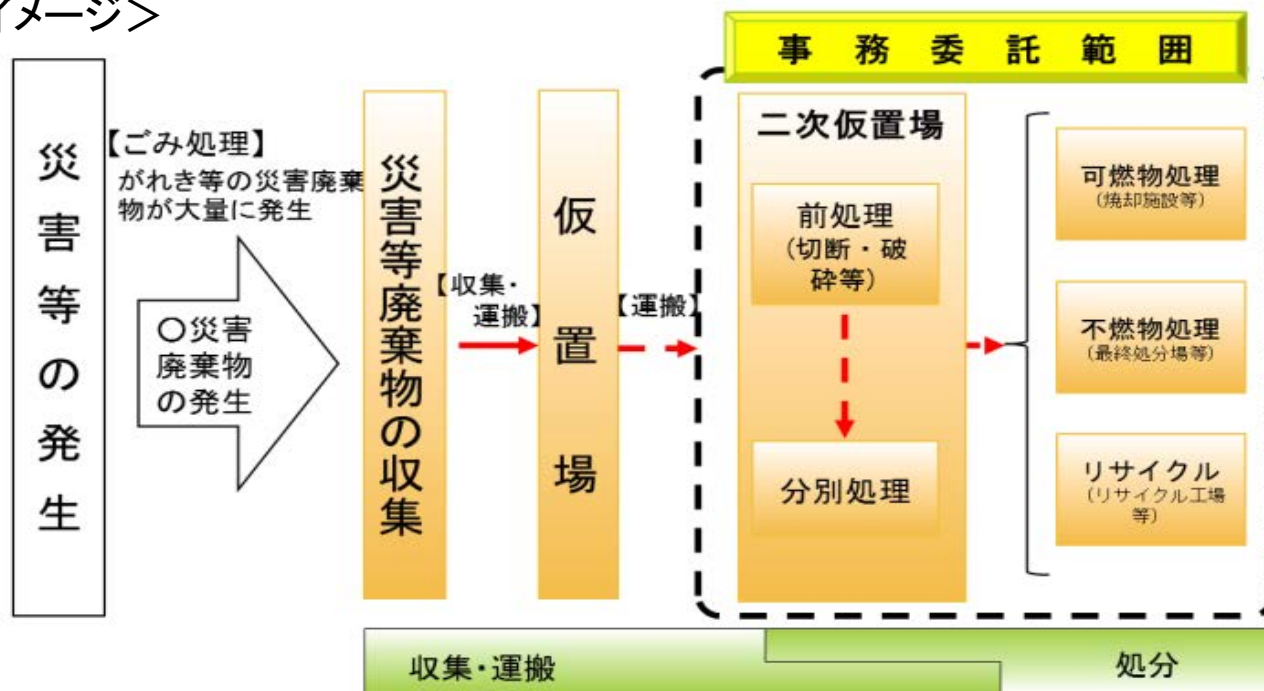 イメージ＞
事務委託範囲
災害等の発生
【ごみ処理】
がれき等の災害廃棄
物が大量に発生
〇災害
廃棄物
の発生
災害等廃棄物の収集
【収集・
運搬】
仮置場
【運搬】
二次仮置場
前処理
（切断・破
砕等）
分別処理
可燃物処理
（焼却施設等）
不燃物処理
（最終処分場等）
リサイクル
（リサイクル工場
等）
収集・運搬
処分